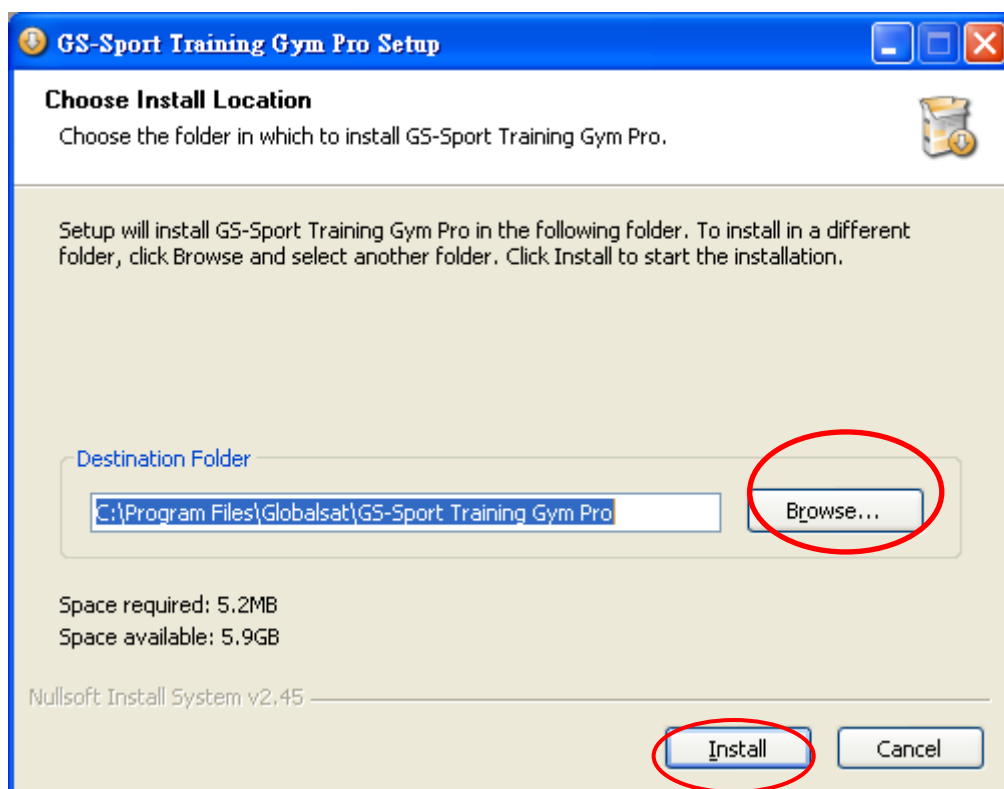 GS-Sport Training Gym Pro Setup
Choose Install Location
Choose the folder in which to install GS-Sport Training Gym Pro.
Setup will install GS-Sport Training Gym Pro in the following folder. To install in a different
folder, click Browse and select another folder. Click Install to start the installation.
Destination Folder
C:\Program Files\Globalsat\GS-Sport Training Gym Pro
Browse...
Space required: 5.2MB
Space available: 5.9GB
Nullsoft Install System v2.45
Install
Cancel